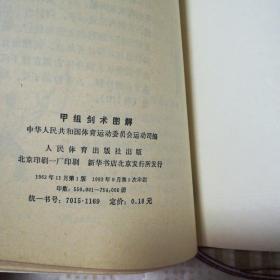 甲组剑术图解
中华人民共和国体育运动委员会运动司编
人民体育出版社出版
北京印刷一厂印刷 新华书店北京发行所发行
1962年12月第1版 1982年9月第5次印刷
印数：550,001—754,000册
统一书号：7015·1169 定价：0.18元